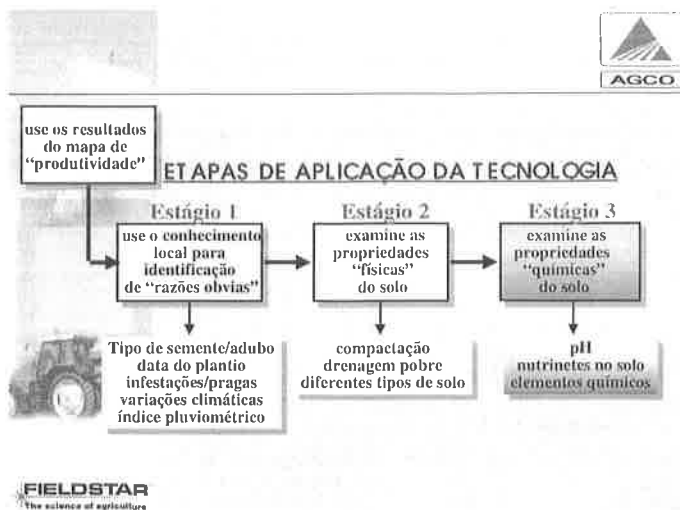 AGCO
use os resultados
do mapa de
“produtividade”
ETAPAS DE APLICAÇÃO DA TECNOLOGIA
Estágio 1
use o conhecimento
local para
identificação
de “razões obvias”
Estágio 2
examine as
propriedades
“físicas”
do solo
Estágio 3
examine as
propriedades
“químicas”
do solo
Tipo de semente/adubo
data do plantio
infestações/pragas
variações climáticas
índice pluviométrico
compactação
drenagem pobre
diferentes tipos de solo
pH
nutrinetes no solo
elementos químicos
FIELDSTAR
The science of agriculture